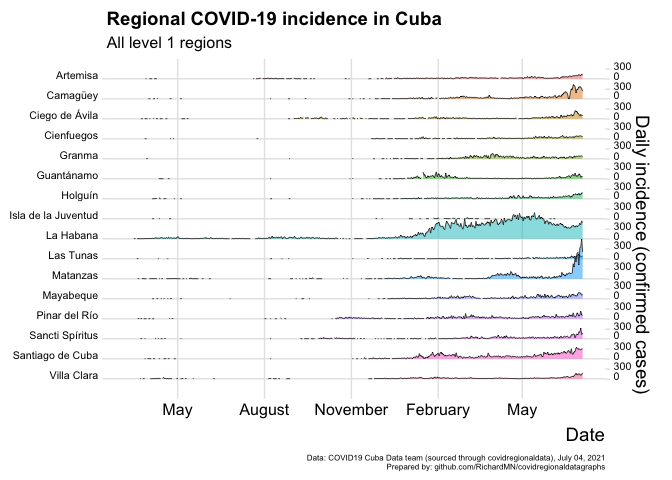 Regional COVID-19 incidence in Cuba
All level 1 regions
Artemisa
Camagüey
Ciego de Ávila
Cienfuegos
Granma
Guantánamo
Holguín
Isla de la Juventud
La Habana
Las Tunas
Matanzas
Mayabeque
Pinar del Río
Sancti Spíritus
Santiago de Cuba
Villa Clara
300
0
300
0
300
0
300
0
300
0
300
0
300
0
300
0
300
0
300
0
300
0
300
0
300
0
300
0
300
0
300
0
Daily incidence (confirmed cases)
May August November February May
Date
Data: COVID19 Cuba Data team (sourced through covidregionaldata), July 04, 2021
Prepared by: github.com/RichardMN/covidregionaldatagraphs